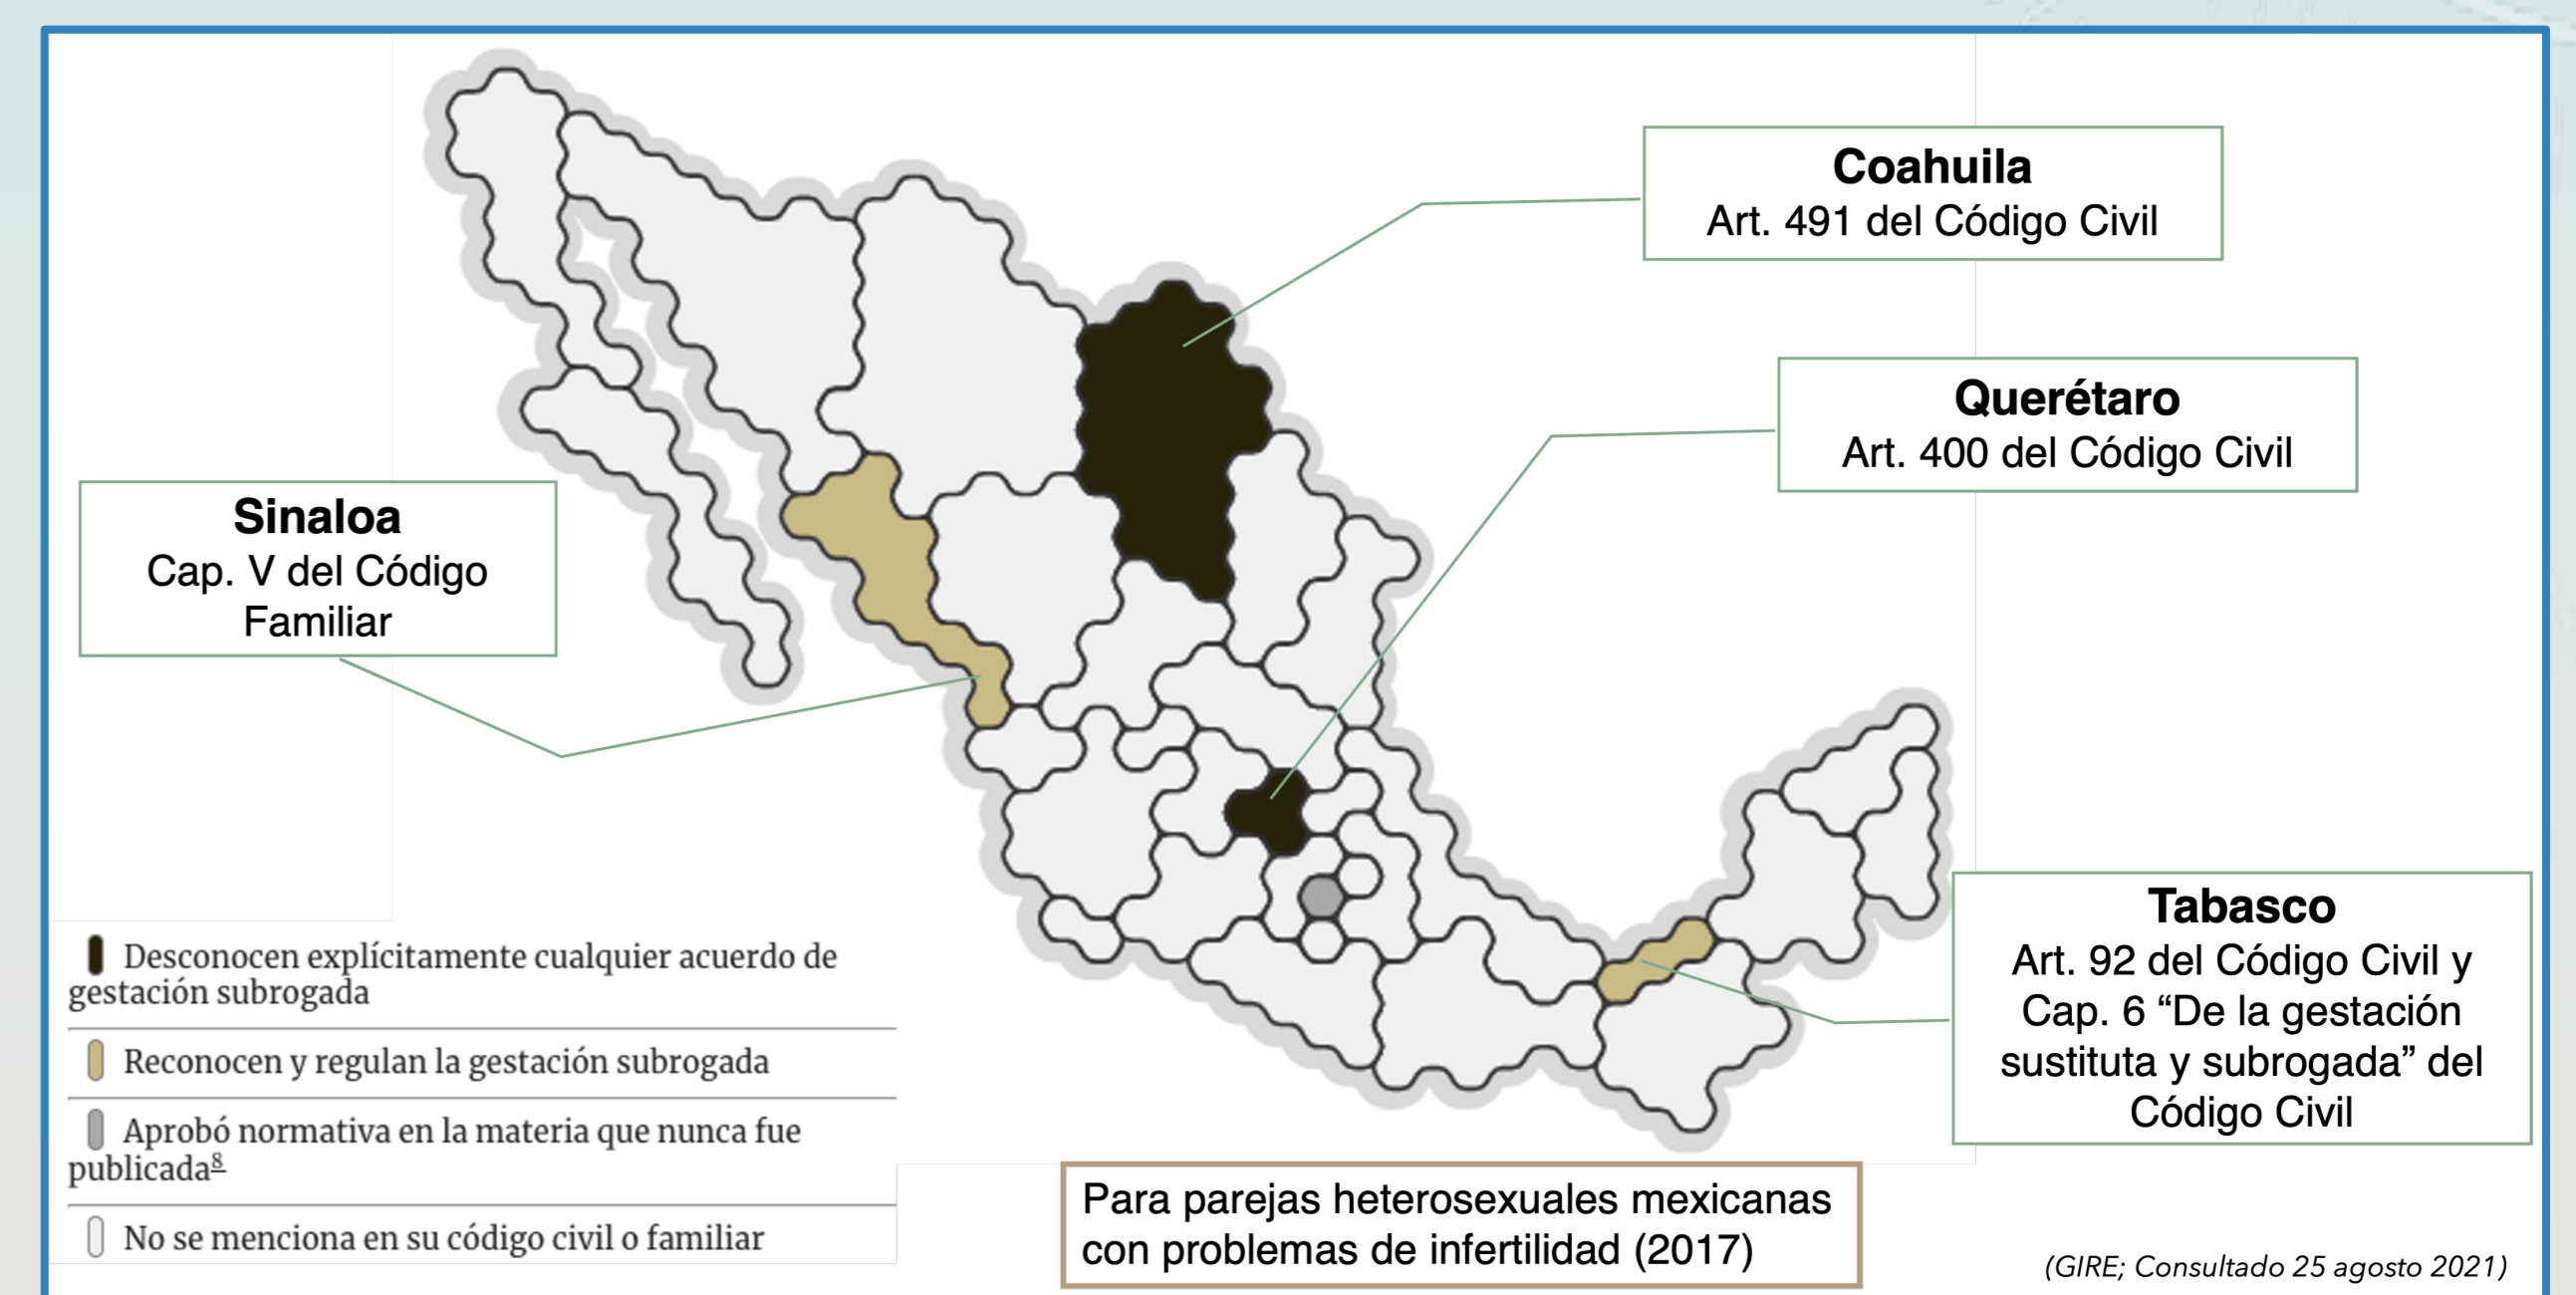 Coahuila
Art. 491 del Código Civil
Querétaro
Art. 400 del Código Civil
Sinaloa
Cap. V del Código
Familiar
Tabasco
Art. 92 del Código Civil y
Cap. 6 “De la gestación
sustituta y subrogada” del
Código Civil
Desconocen explícitamente cualquier acuerdo de
gestación subrogada
Reconocen y regulan la gestación subrogada
Aprobó normativa en la materia que nunca fue
publicada⁸
No se menciona en su código civil o familiar
Para parejas heterosexuales mexicanas
con problemas de infertilidad (2017)
(GIRE; Consultado 25 agosto 2021)